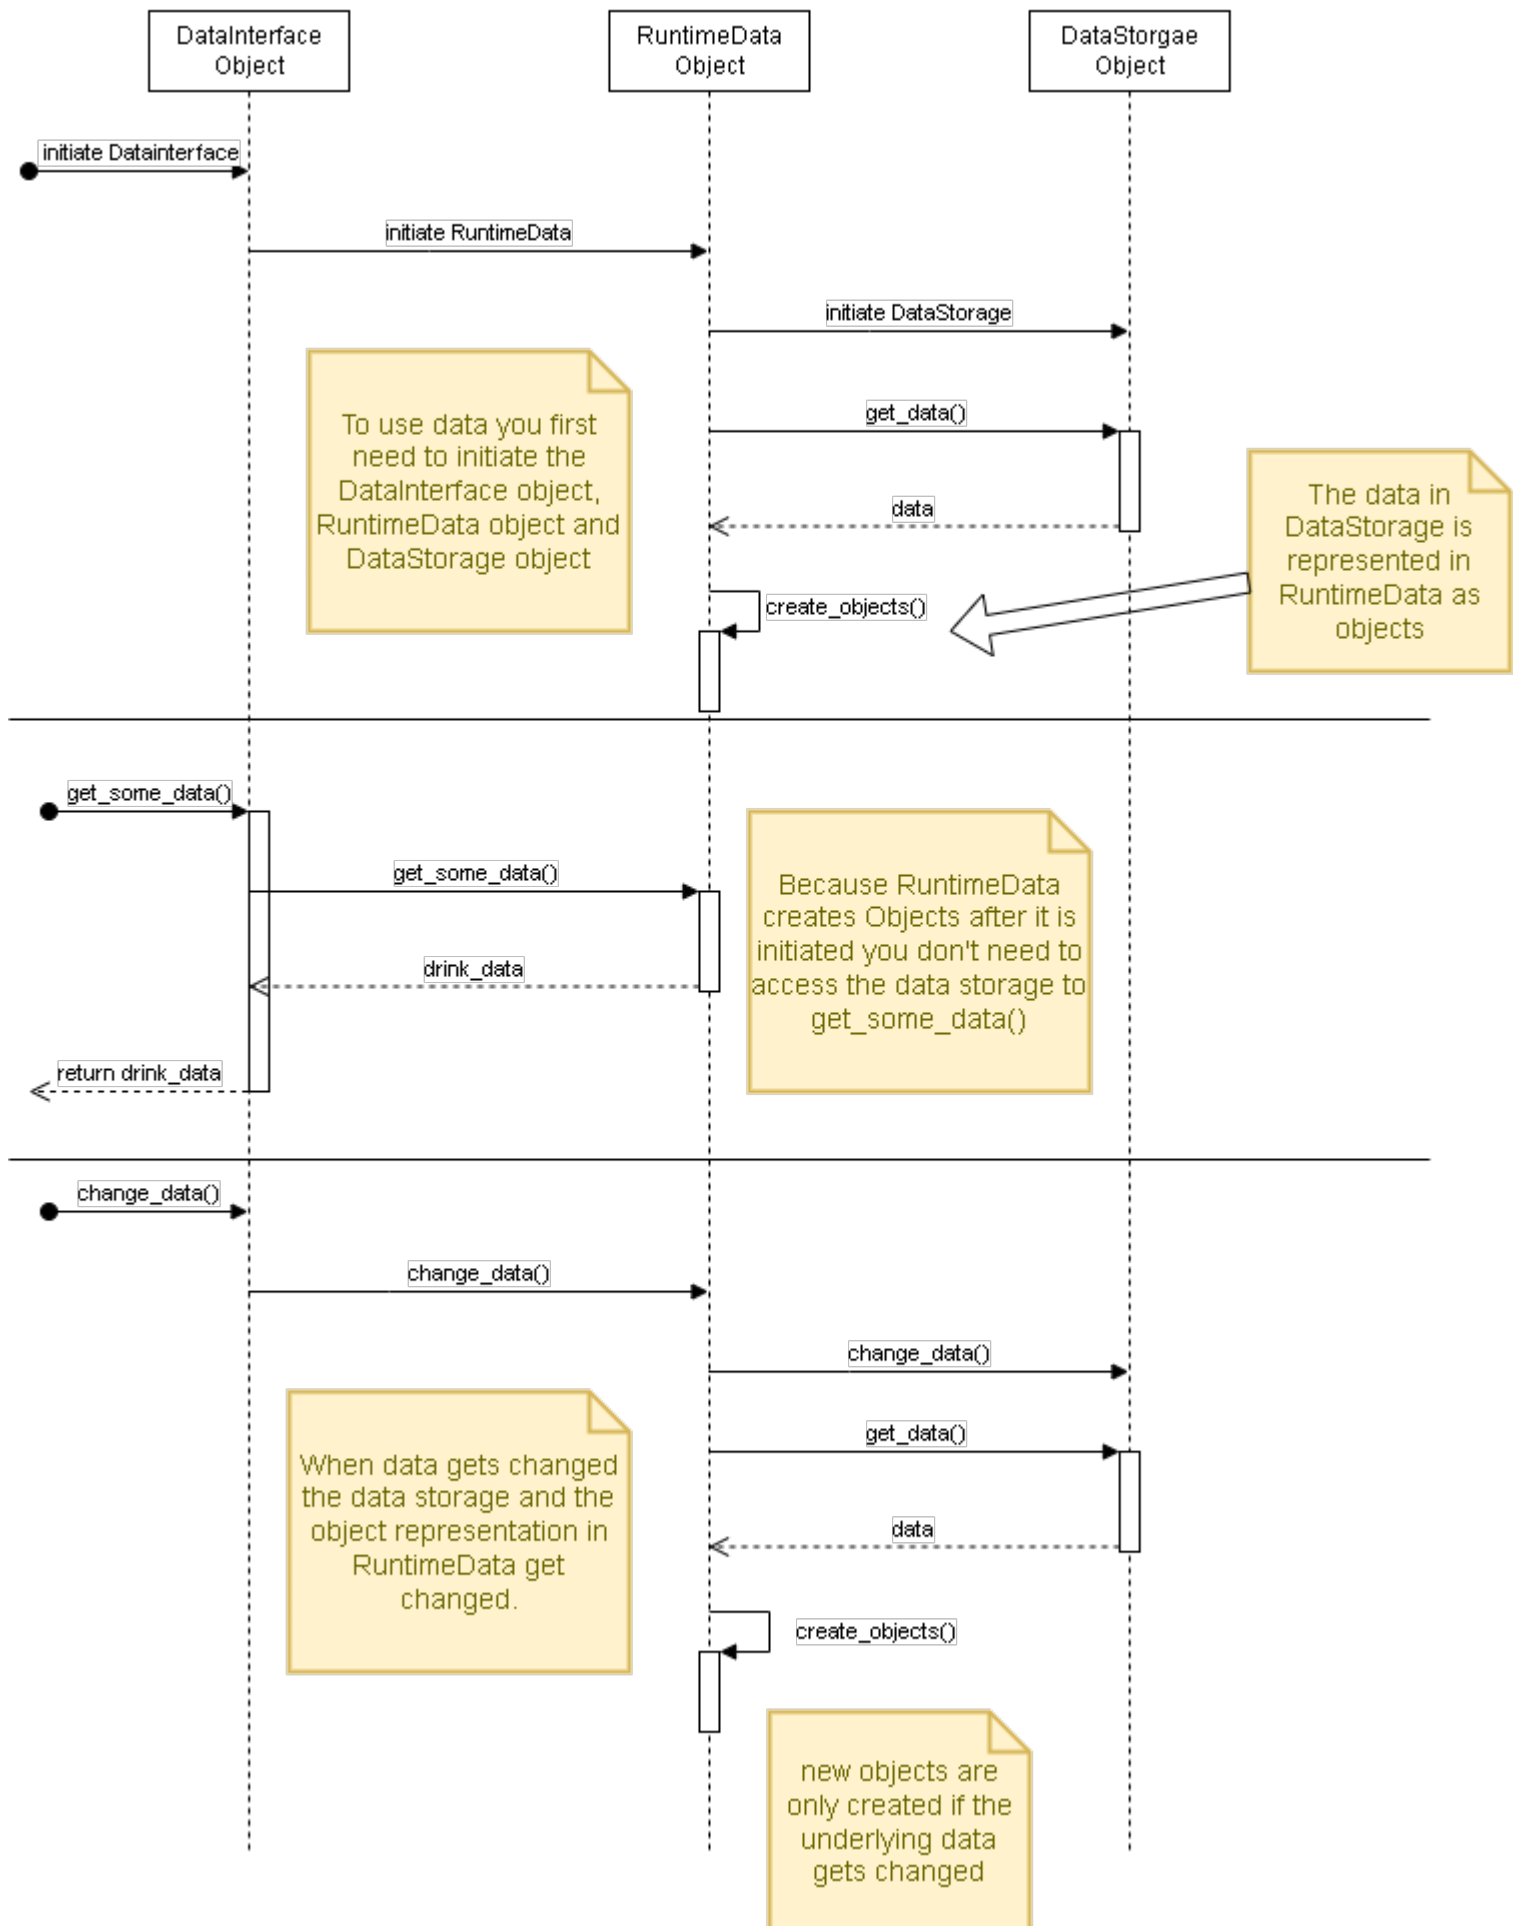 DataInterface
Object
RuntimeData
Object
DataStorgae
Object
initiate Datainterface
initiate RuntimeData
initiate DataStorage
To use data you first
need to initiate the
DataInterface object,
RuntimeData object and
DataStorage object
get_data()
data
The data in
DataStorage is
represented in
RuntimeData as
objects
create_objects()
get_some_data()
get_some_data()
drink_data
return drink_data
Because RuntimeData
creates Objects after it is
initiated you don't need to
access the data storage to
get_some_data()
change_data()
change_data()
change_data()
get_data()
data
When data gets changed
the data storage and the
object representation in
RuntimeData get
changed.
create_objects()
new objects are
only created if the
underlying data
gets changed